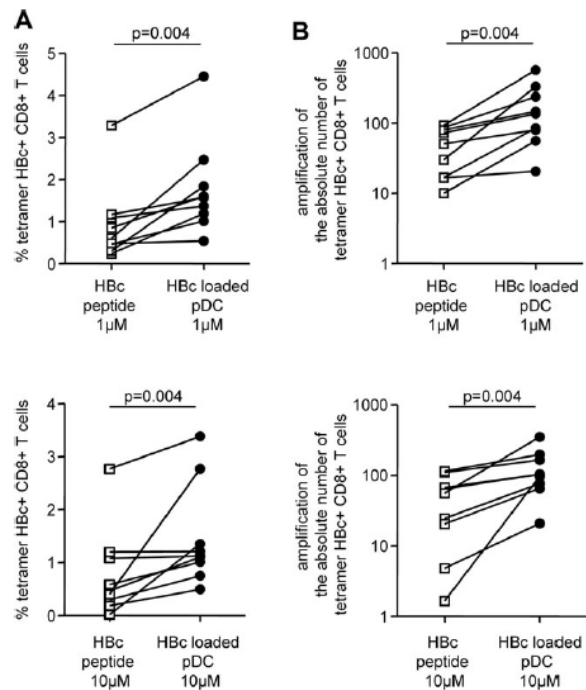 A
p=0.004
% tetramer HBc+ CD8+ T cells
5
4
3
2
1
0
HBc
peptide
1µM
HBc loaded
pDC
1µM
B
p=0.004
amplification of
the absolute number of
tetramer HBc+ CD8+ T cells
1000
100
10
1
HBc
peptide
1µM
HBc loaded
pDC
1µM
p=0.004
% tetramer HBc+ CD8+ T cells
4
3
2
1
0
HBc
peptide
10µM
HBc loaded
pDC
10µM
p=0.004
amplification of
the absolute number of
tetramer HBc+ CD8+ T cells
1000
100
10
1
HBc
peptide
10µM
HBc loaded
pDC
10µM